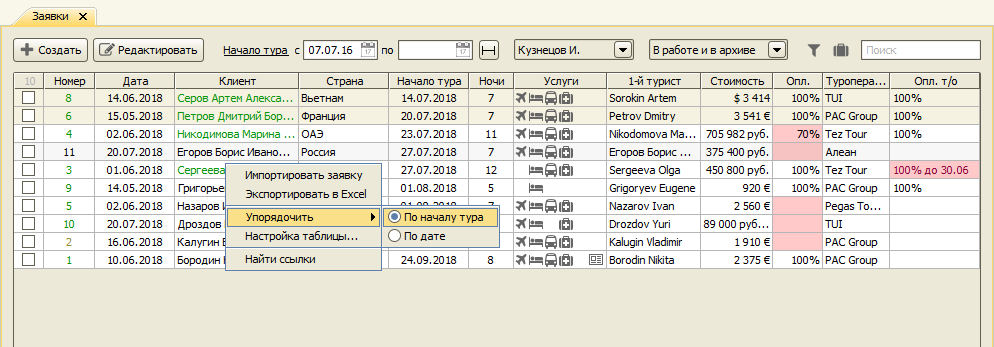 Заявки
Создать Редактировать Начало тура с 07.07.16 по Кузнецов И. В работе и в архиве Поиск
10 Номер Дата Клиент Страна Начало тура Ночи Услуги 1-й турист Стоимость Опл. Туропера... Опл. т/о
8 14.06.2018 Серов Артем Алекса... Вьетнам 14.07.2018 7 Sorokin Artem $ 3 414 100% TUI 100%
6 15.05.2018 Петров Дмитрий Бор... Франция 20.07.2018 7 Petrov Dmitry 3 541 € 100% PAC Group 100%
4 02.06.2018 Никодимова Марина ... ОАЭ 23.07.2018 11 Nikodomova Ma... 705 982 руб. 70% Tez Tour 100%
11 20.07.2018 Егоров Борис Ивано... Россия 27.07.2018 7 Egorov Boris ... 375 400 руб. Алеан
3 01.06.2018 Сергеева 27.07.2018 12 Sergeeva Olga 450 800 руб. 100% Tez Tour 100% до 30.06
9 14.05.2018 Григорье 01.08.2018 5 Grigoryev Eugene 920 € 100% PAC Group 100%
5 02.06.2018 Назаров И Nazarov Ivan 2 560 € Pegas To...
10 20.07.2018 Дроздов Drozdov Yuri 89 000 руб. TUI
2 16.06.2018 Калугин В Kalugin Vladimir 1 910 € PAC Group
1 10.06.2018 Бородин 24.09.2018 8 Borodin Nikita 2 375 € 100% PAC Group
Импортировать заявку
Экспортировать в Excel
Упорядочить
Настройка таблицы...
Найти ссылки
По началу тура
По дате